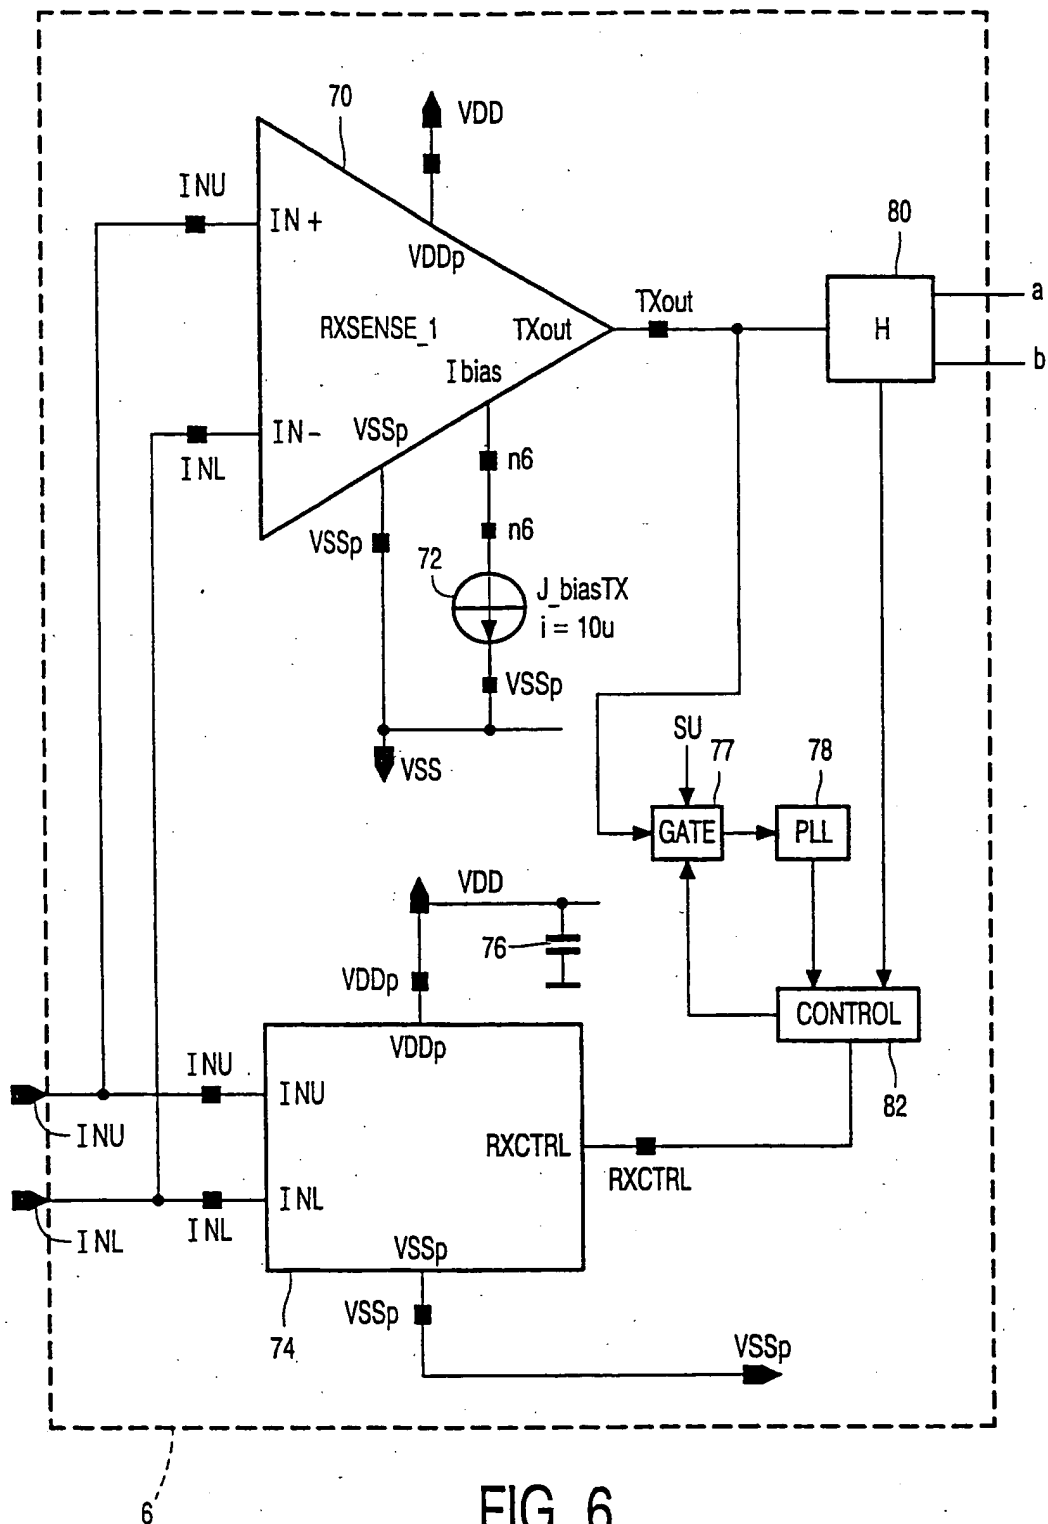 70
VDD
INU
IN+
VDDp
80
RXSENSE_1
TXout
TXout
H
a
b
Ibias
VSSp
IN-
INL
n6
n6
VSSp
72
J_biasTX
i = 10u
VSSp
VSS
SU
77
78
GATE
PLL
VDD
76
VDDp
VDDp
CONTROL
82
INU
INU
INU
RXCTRL
RXCTRL
INL
INL
INL
VSSp
VSSp
74
VSSp
6
FIG. 6